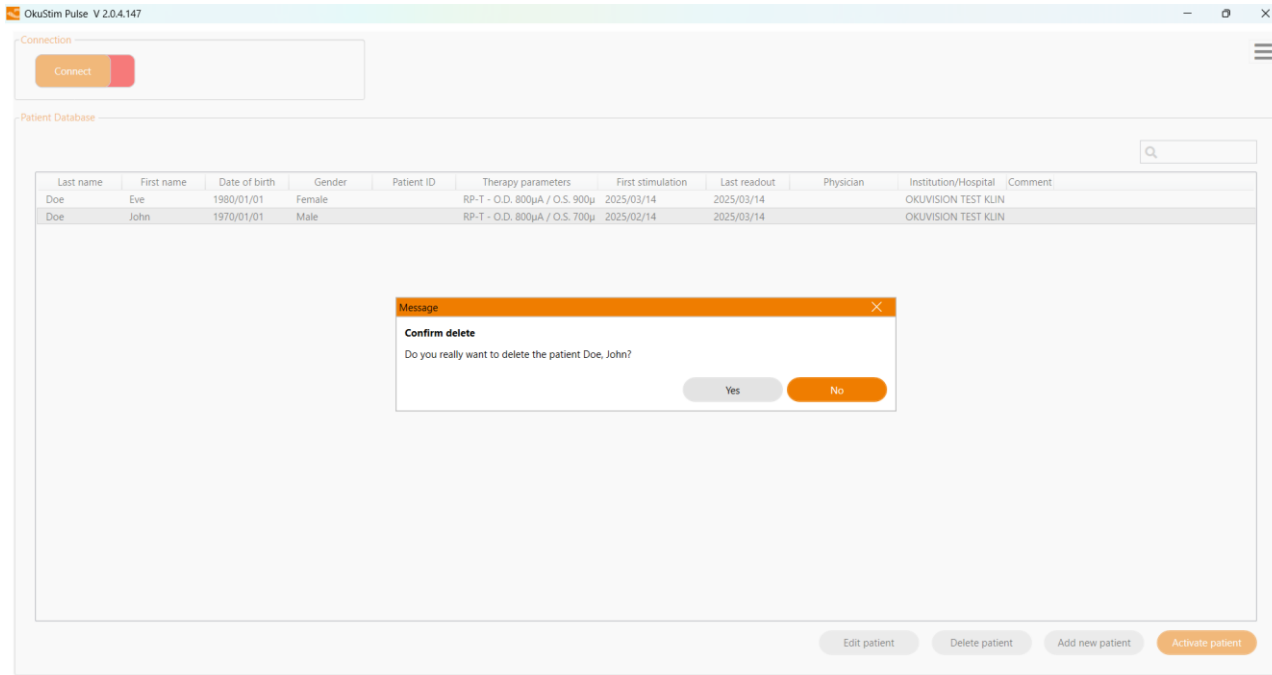 OkuStim Pulse V 2.0.4.147
Connection
Connect
Patient Database
Last name First name Date of birth Gender Patient ID Therapy parameters First stimulation Last readout Physician Institution/Hospital Comment
Doe Eve 1980/01/01 Female RP-T - O.D. 800µA / O.S. 900µ 2025/03/14 2025/03/14 OKUVISION TEST KLIN
Doe John 1970/01/01 Male RP-T - O.D. 800µA / O.S. 700µ 2025/02/14 2025/03/14 OKUVISION TEST KLIN
Message
Confirm delete
Do you really want to delete the patient Doe, John?
Yes No
Edit patient Delete patient Add new patient Activate patient